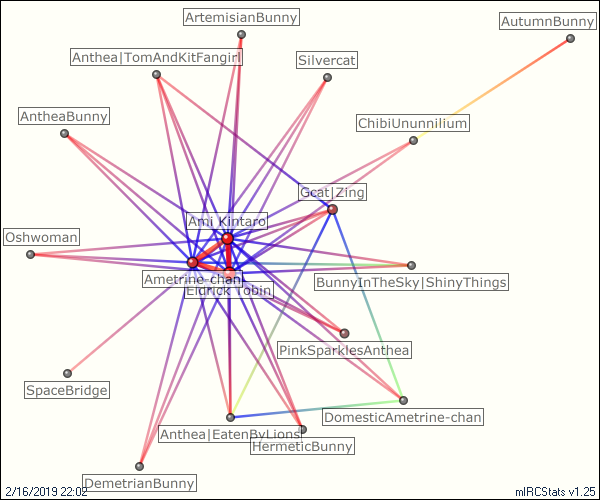 ArtemisianBunny
AutumnBunny
Anthea|TomAndKitFangirl
Silvercat
AntheaBunny
ChibiUnunnilium
Gcat|Zing
Ami Kintaro
Oshwoman
Ametrine-chan
BunnyInTheSky|ShinyThings
Eldrick Tobin
PinkSparklesAnthea
SpaceBridge
DomesticAmetrine-chan
Anthea|EatenByLions
HermeticBunny
DemetrianBunny
2/16/2019 22:02
mIRCStats v1.25